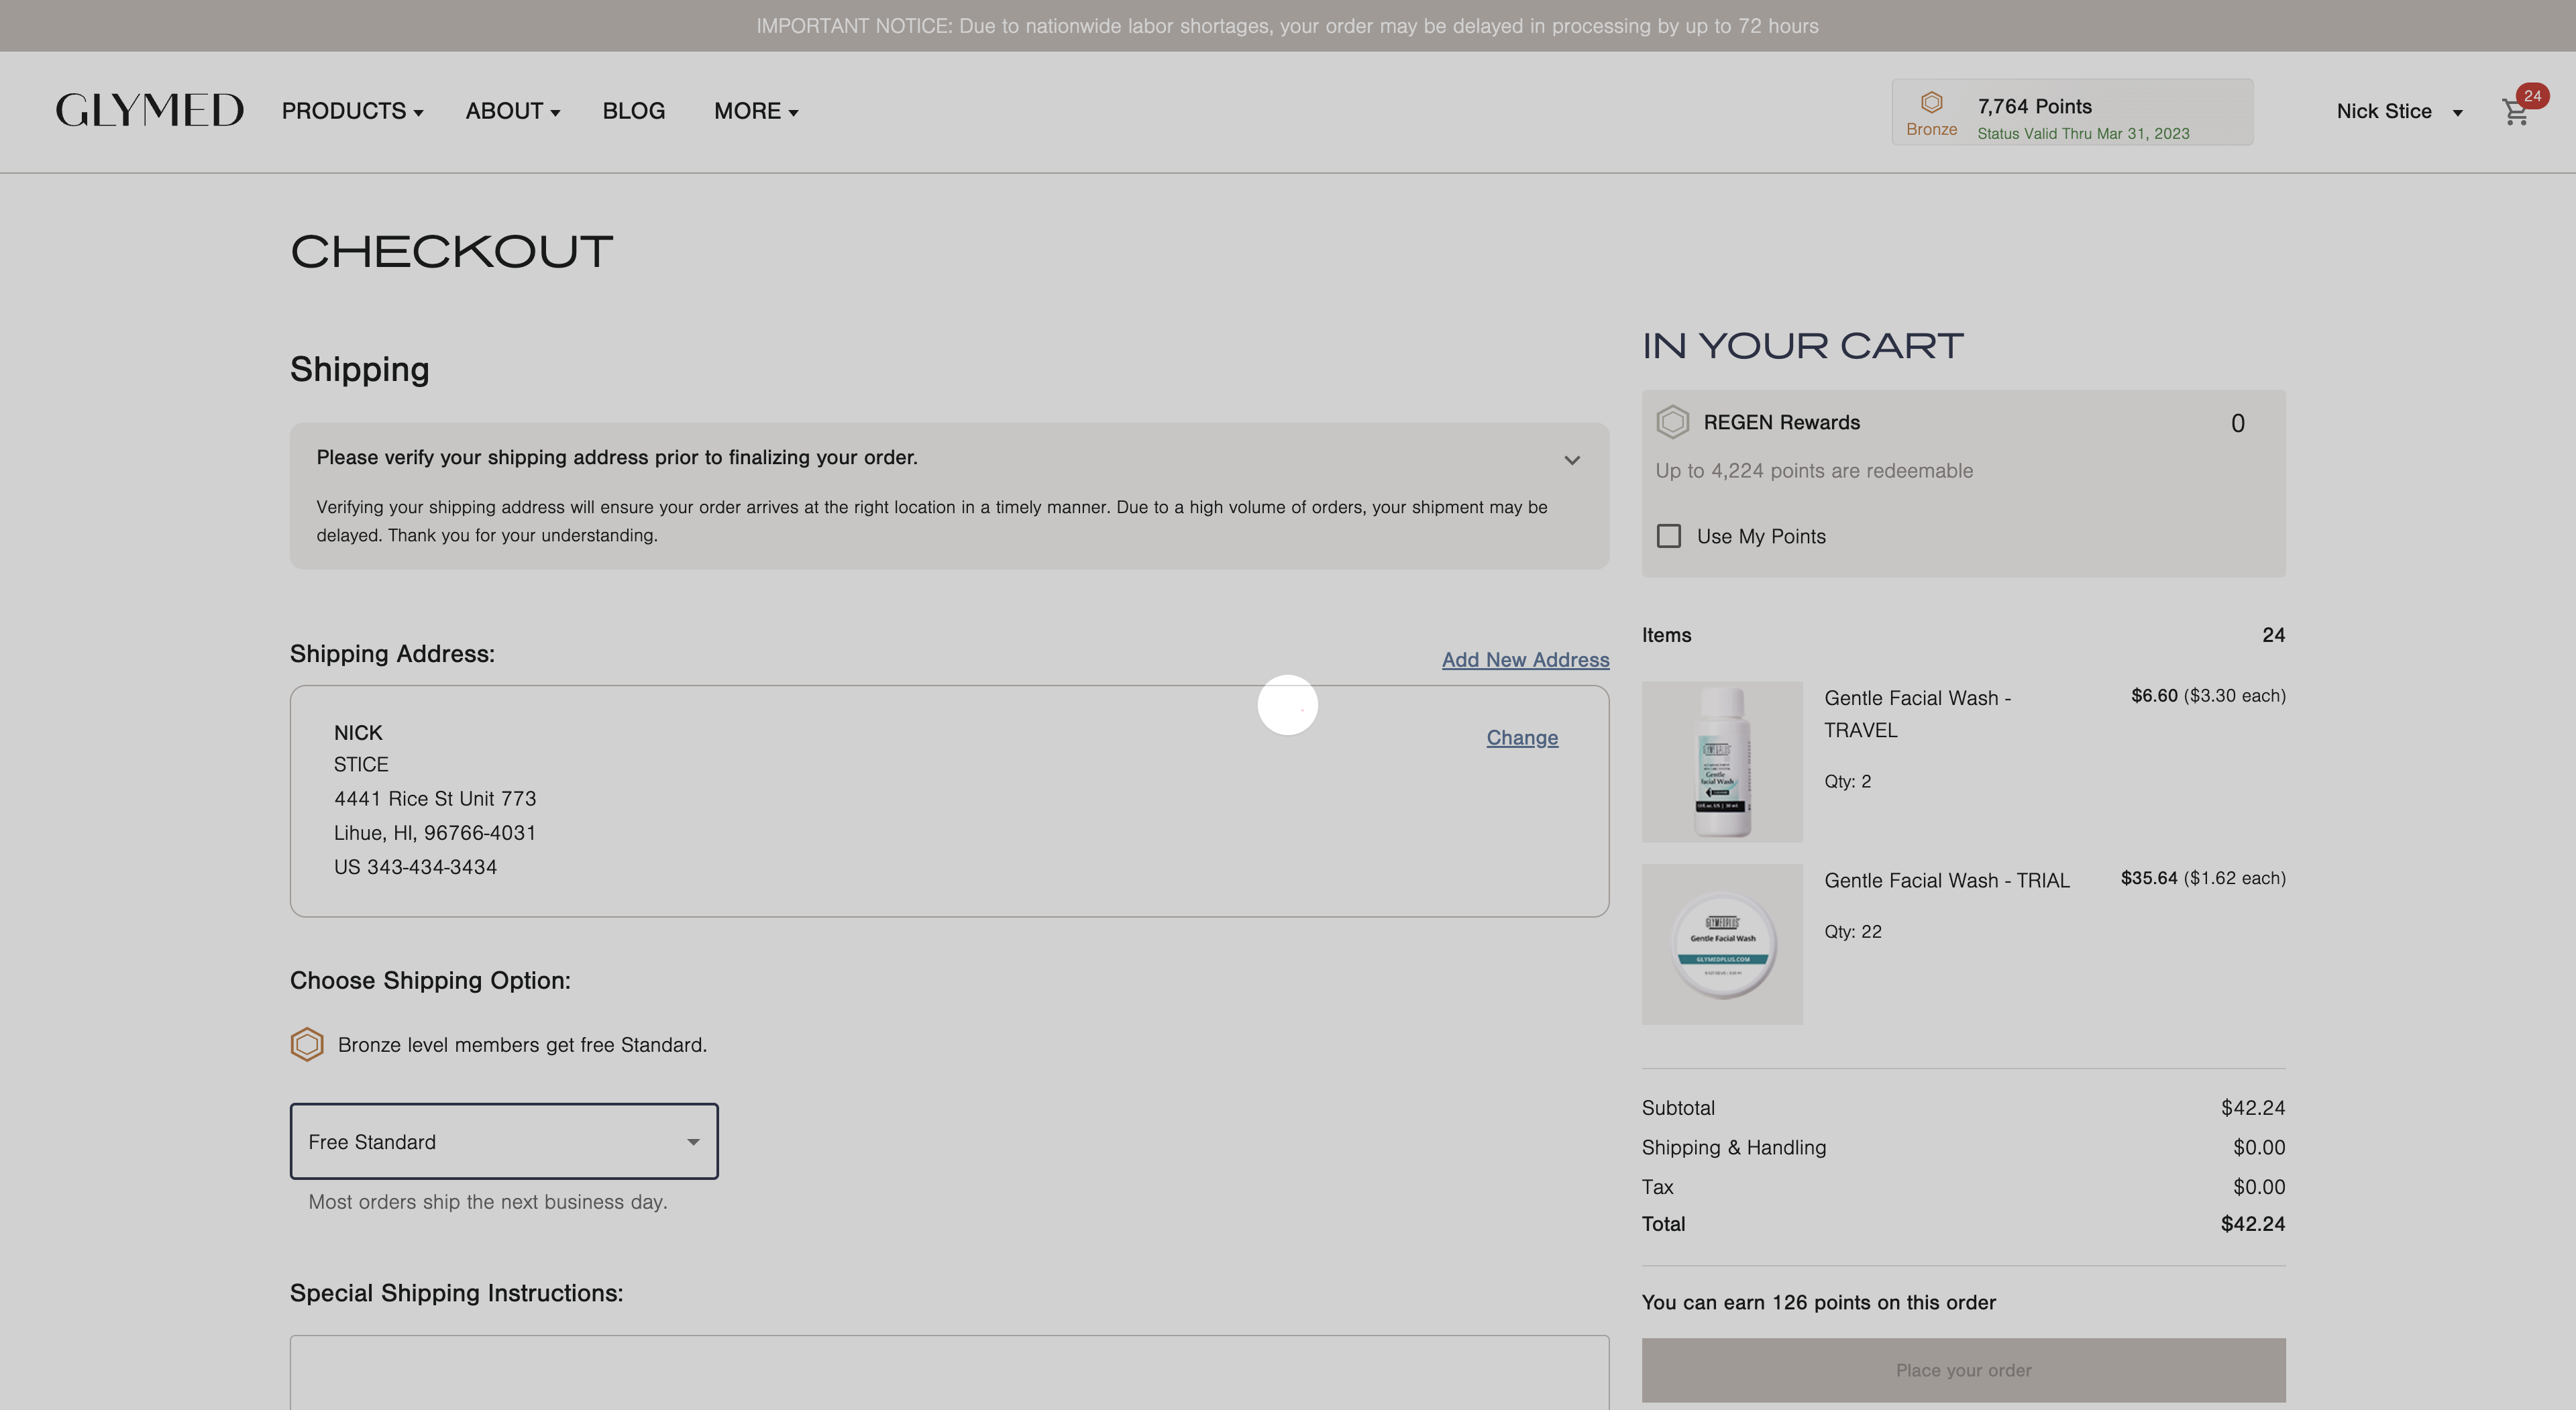 IMPORTANT NOTICE: Due to nationwide labor shortages, your order may be delayed in processing by up to 72 hours
GLYMED
PRODUCTS
ABOUT
BLOG
MORE
Bronze
7,764 Points
Status Valid Thru Mar 31, 2023
Nick Stice
24
CHECKOUT
Shipping
Please verify your shipping address prior to finalizing your order.
Verifying your shipping address will ensure your order arrives at the right location in a timely manner. Due to a high volume of orders, your shipment may be
delayed. Thank you for your understanding.
Shipping Address:
Add New Address
NICK
Change
STICE
4441 Rice St Unit 773
Lihue, HI, 96766-4031
US 343-434-3434
Choose Shipping Option:
Bronze level members get free Standard.
Free Standard
Most orders ship the next business day.
Special Shipping Instructions:
IN YOUR CART
REGEN Rewards
0
Up to 4,224 points are redeemable
Use My Points
Items
24
Gentle
Facial Wash
Gentle Facial Wash -
TRAVEL
$6.60 ($3.30 each)
Qty: 2
GLYMEDPLUS
Gentle Facial Wash
GLYMEDPLUS.COM
Gentle Facial Wash - TRIAL
$35.64 ($1.62 each)
Qty: 22
Subtotal
$42.24
Shipping & Handling
$0.00
Tax
$0.00
Total
$42.24
You can earn 126 points on this order
Place your order